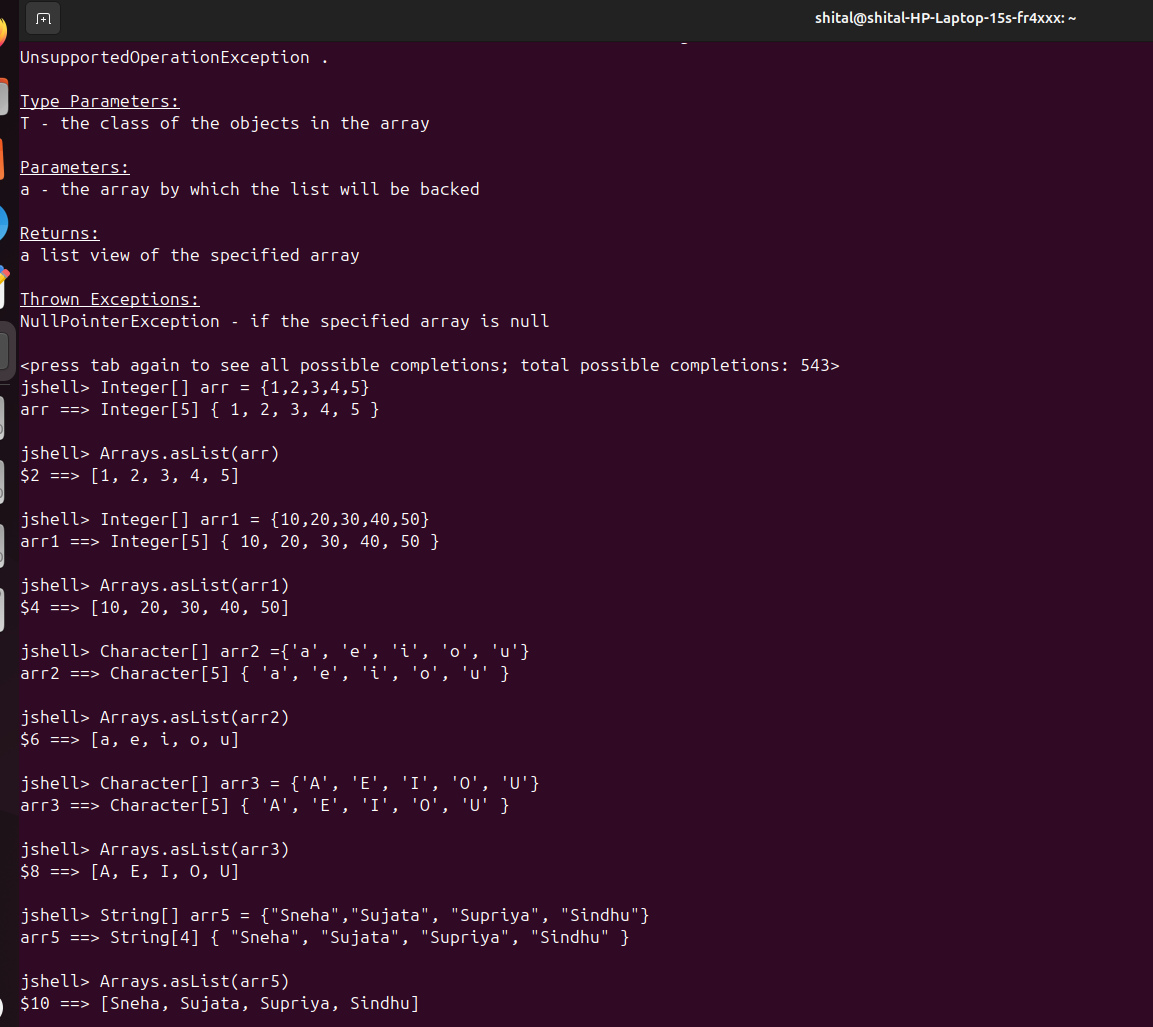 shital@shital-HP-Laptop-15s-fr4xxx: ~
UnsupportedOperationException .
Type Parameters:
T - the class of the objects in the array
Parameters:
a - the array by which the list will be backed
Returns:
a list view of the specified array
Thrown Exceptions:
NullPointerException - if the specified array is null
<press tab again to see all possible completions; total possible completions: 543>
jshell> Integer[] arr = {1,2,3,4,5}
arr ==> Integer[5] { 1, 2, 3, 4, 5 }
jshell> Arrays.asList(arr)
$2 ==> [1, 2, 3, 4, 5]
jshell> Integer[] arr1 = {10,20,30,40,50}
arr1 ==> Integer[5] { 10, 20, 30, 40, 50 }
jshell> Arrays.asList(arr1)
$4 ==> [10, 20, 30, 40, 50]
jshell> Character[] arr2 ={'a', 'e', 'i', 'o', 'u'}
arr2 ==> Character[5] { 'a', 'e', 'i', 'o', 'u' }
jshell> Arrays.asList(arr2)
$6 ==> [a, e, i, o, u]
jshell> Character[] arr3 = {'A', 'E', 'I', 'O', 'U'}
arr3 ==> Character[5] { 'A', 'E', 'I', 'O', 'U' }
jshell> Arrays.asList(arr3)
$8 ==> [A, E, I, O, U]
jshell> String[] arr5 = {"Sneha","Sujata", "Supriya", "Sindhu"}
arr5 ==> String[4] { "Sneha", "Sujata", "Supriya", "Sindhu" }
jshell> Arrays.asList(arr5)
$10 ==> [Sneha, Sujata, Supriya, Sindhu]